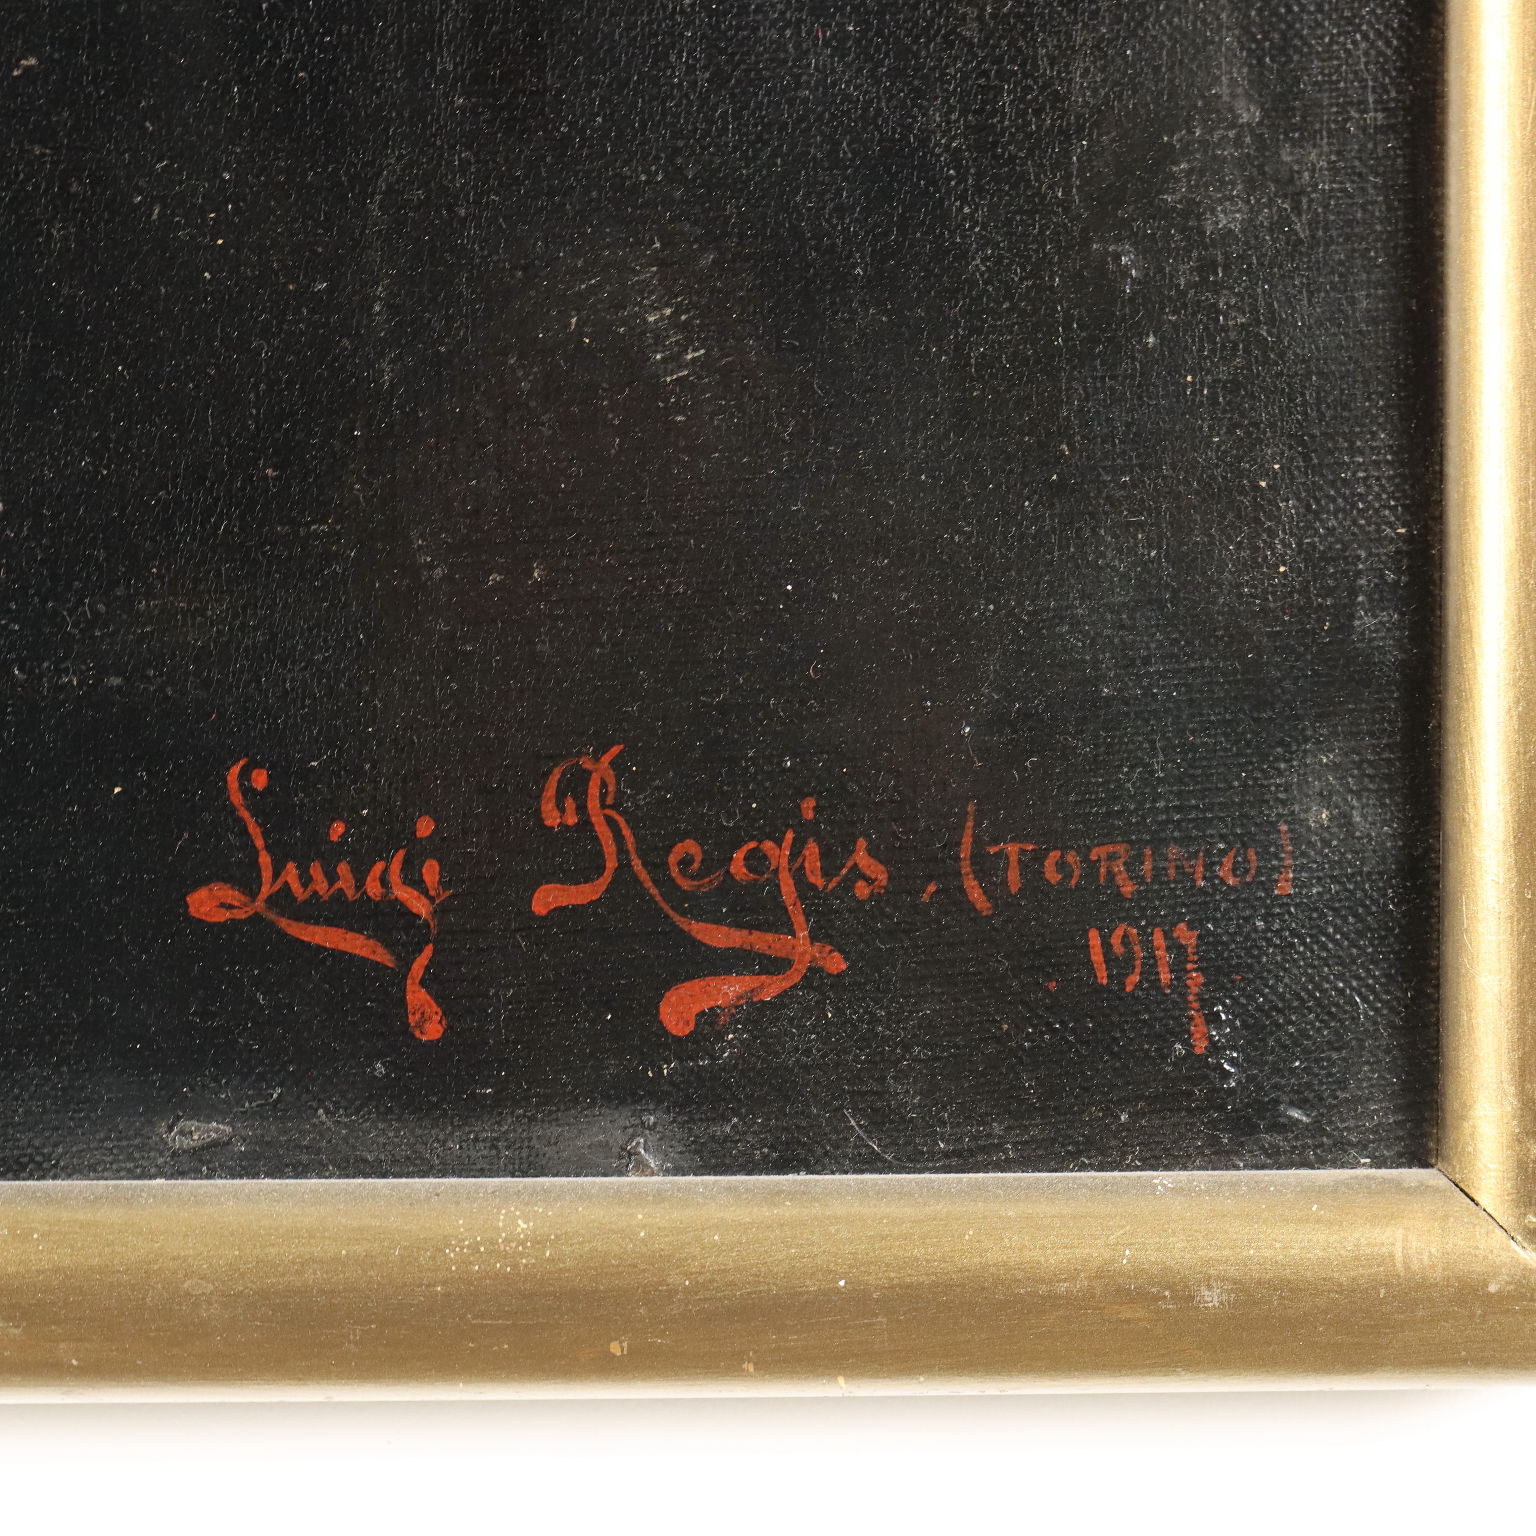 Luigi Regis. (TORINO)
. 1917.